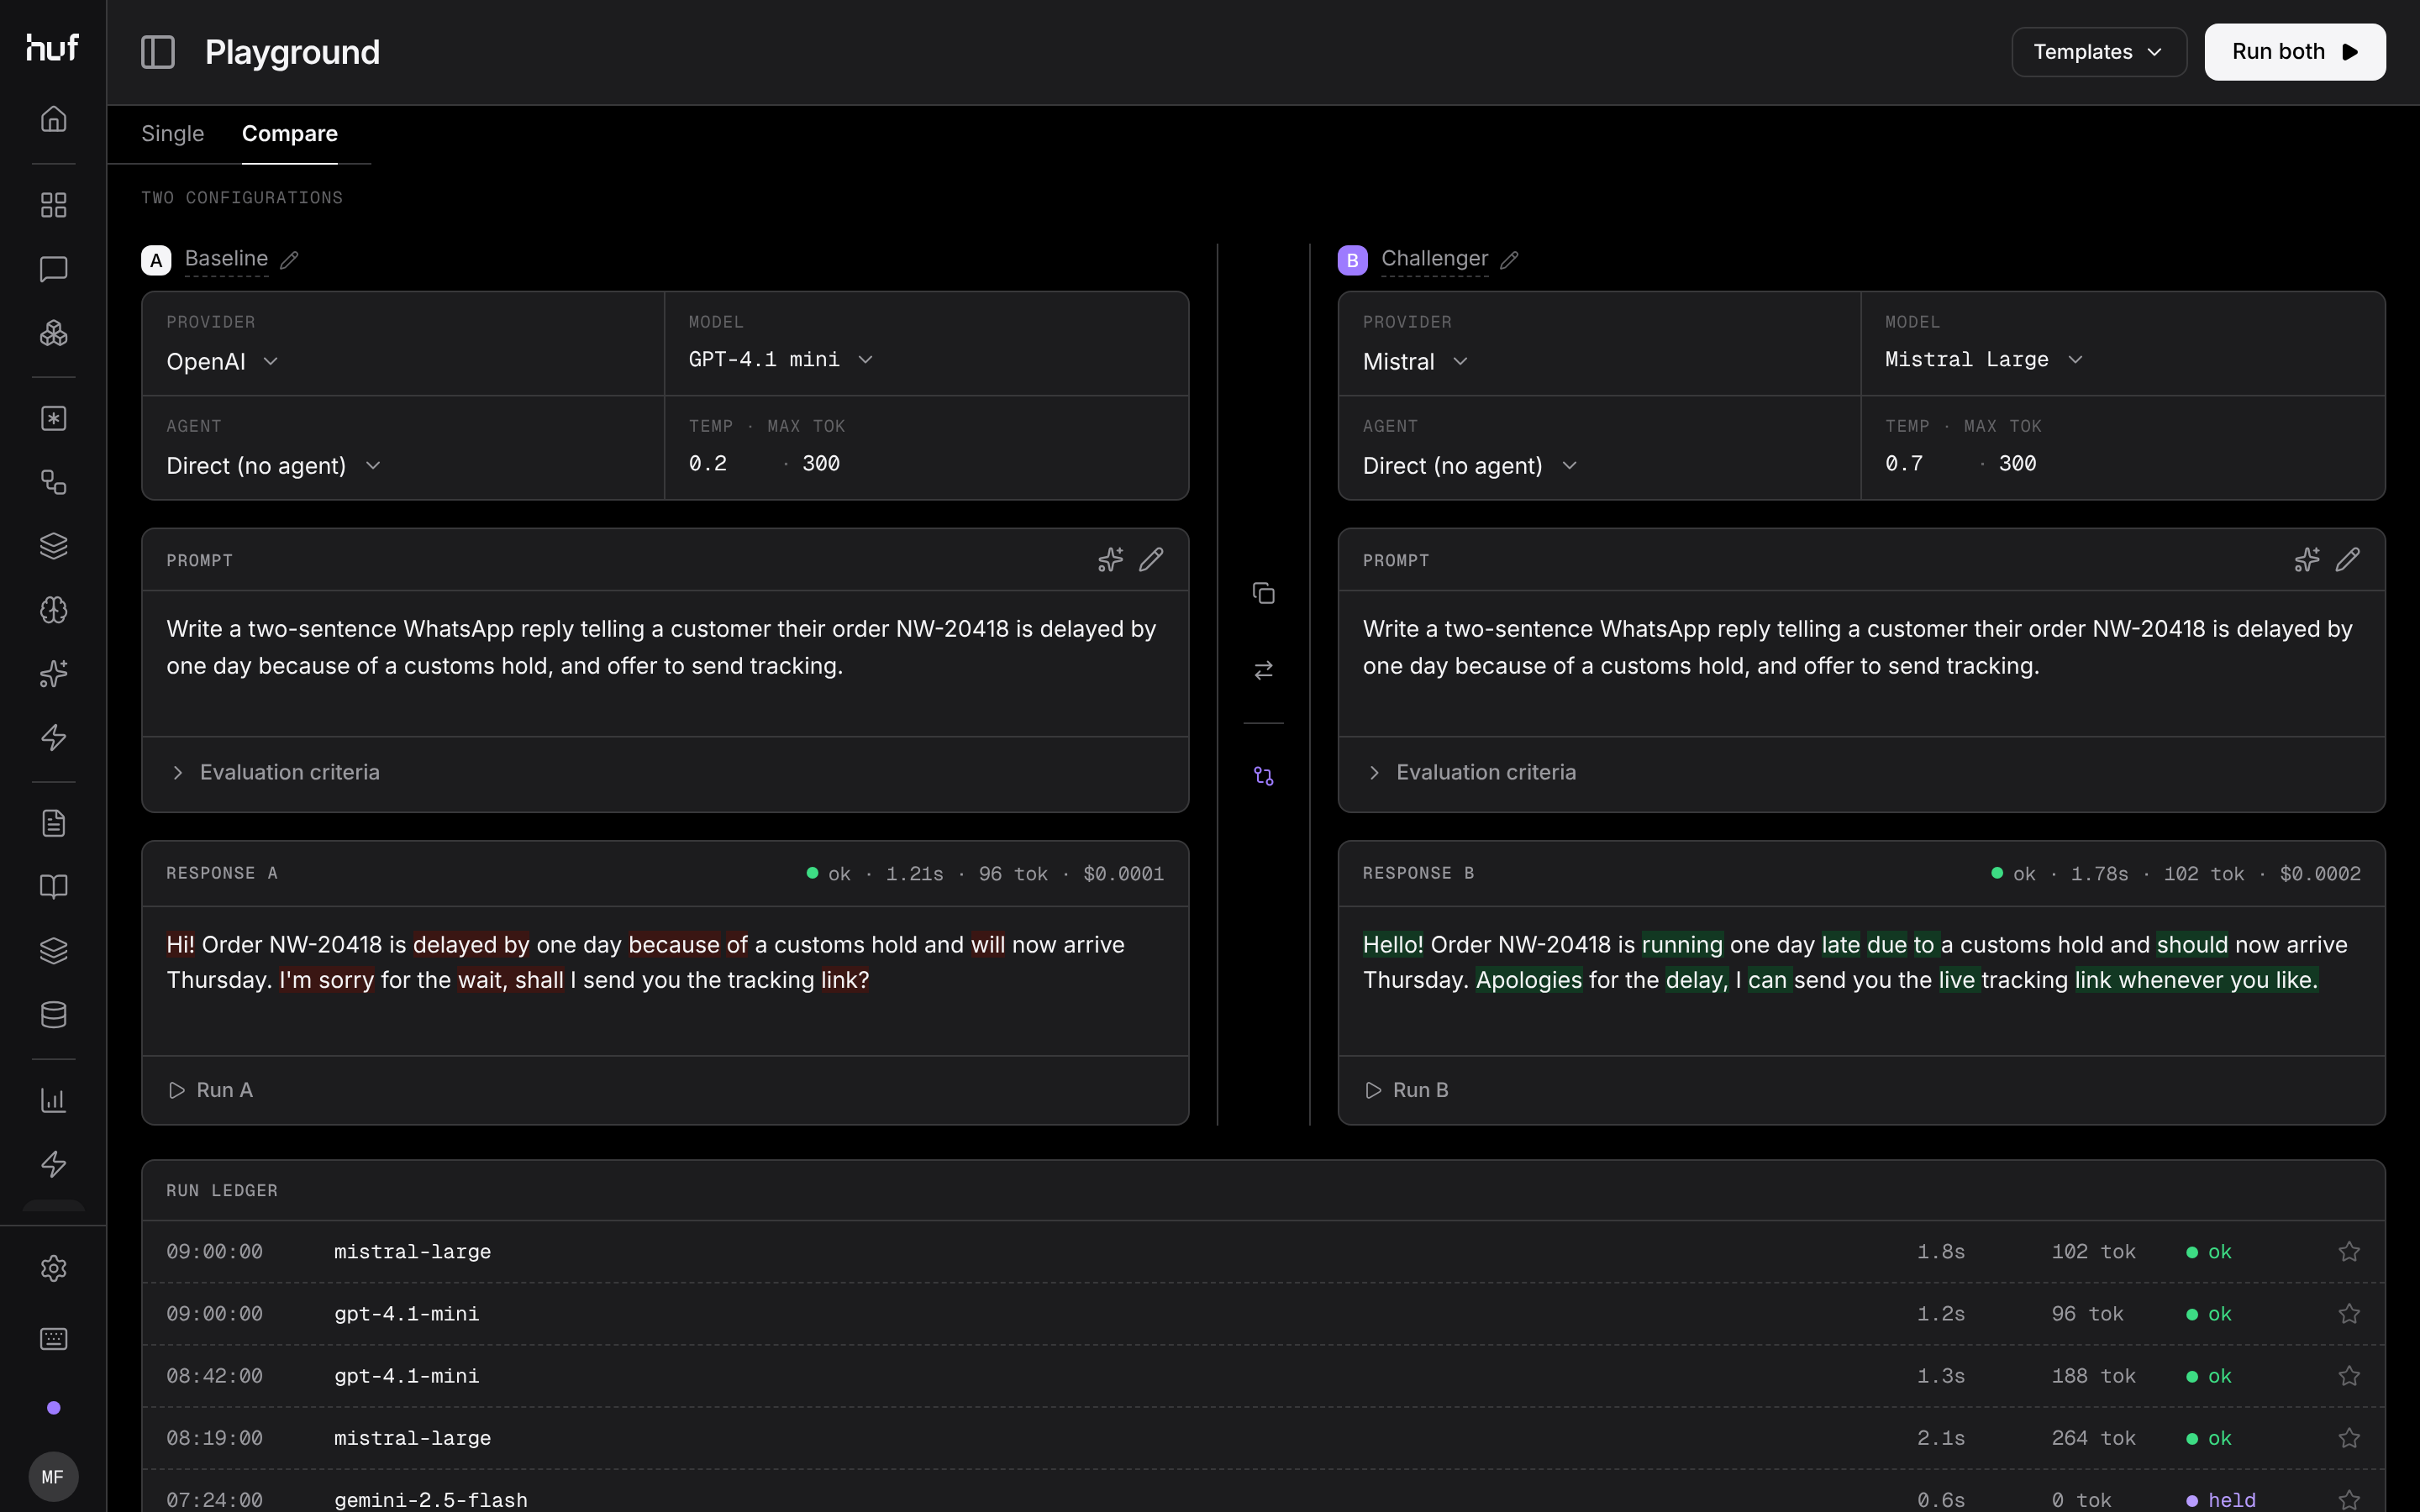 huf
Playground
Templates
Run both
Single
Compare
TWO CONFIGURATIONS
A Baseline
PROVIDER
OpenAI
MODEL
GPT-4.1 mini
AGENT
Direct (no agent)
TEMP · MAX TOK
0.2 · 300
PROMPT
Write a two-sentence WhatsApp reply telling a customer their order NW-20418 is delayed by
one day because of a customs hold, and offer to send tracking.
Evaluation criteria
RESPONSE A
ok · 1.21s · 96 tok · $0.0001
Hi! Order NW-20418 is delayed by one day because of a customs hold and will now arrive
Thursday. I'm sorry for the wait, shall I send you the tracking link?
Run A
B Challenger
PROVIDER
Mistral
MODEL
Mistral Large
AGENT
Direct (no agent)
TEMP · MAX TOK
0.7 · 300
PROMPT
Write a two-sentence WhatsApp reply telling a customer their order NW-20418 is delayed by
one day because of a customs hold, and offer to send tracking.
Evaluation criteria
RESPONSE B
ok · 1.78s · 102 tok · $0.0002
Hello! Order NW-20418 is running one day late due to a customs hold and should now arrive
Thursday. Apologies for the delay, I can send you the live tracking link whenever you like.
Run B
RUN LEDGER
09:00:00 mistral-large 1.8s 102 tok ok
09:00:00 gpt-4.1-mini 1.2s 96 tok ok
08:42:00 gpt-4.1-mini 1.3s 188 tok ok
08:19:00 mistral-large 2.1s 264 tok ok
07:24:00 gemini-2.5-flash 0.6s 0 tok held
MF